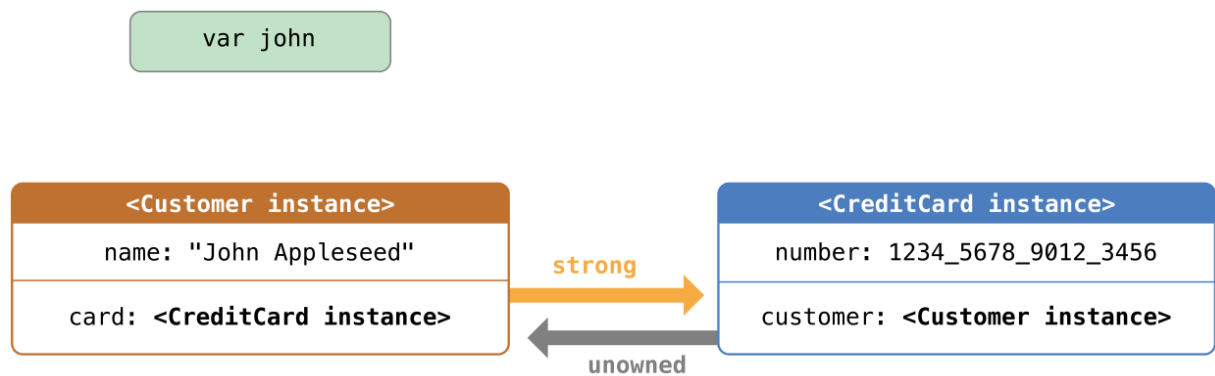 var john
<Customer instance>
name: "John Appleseed"
card: <CreditCard instance>
strong
unowned
<CreditCard instance>
number: 1234_5678_9012_3456
customer: <Customer instance>